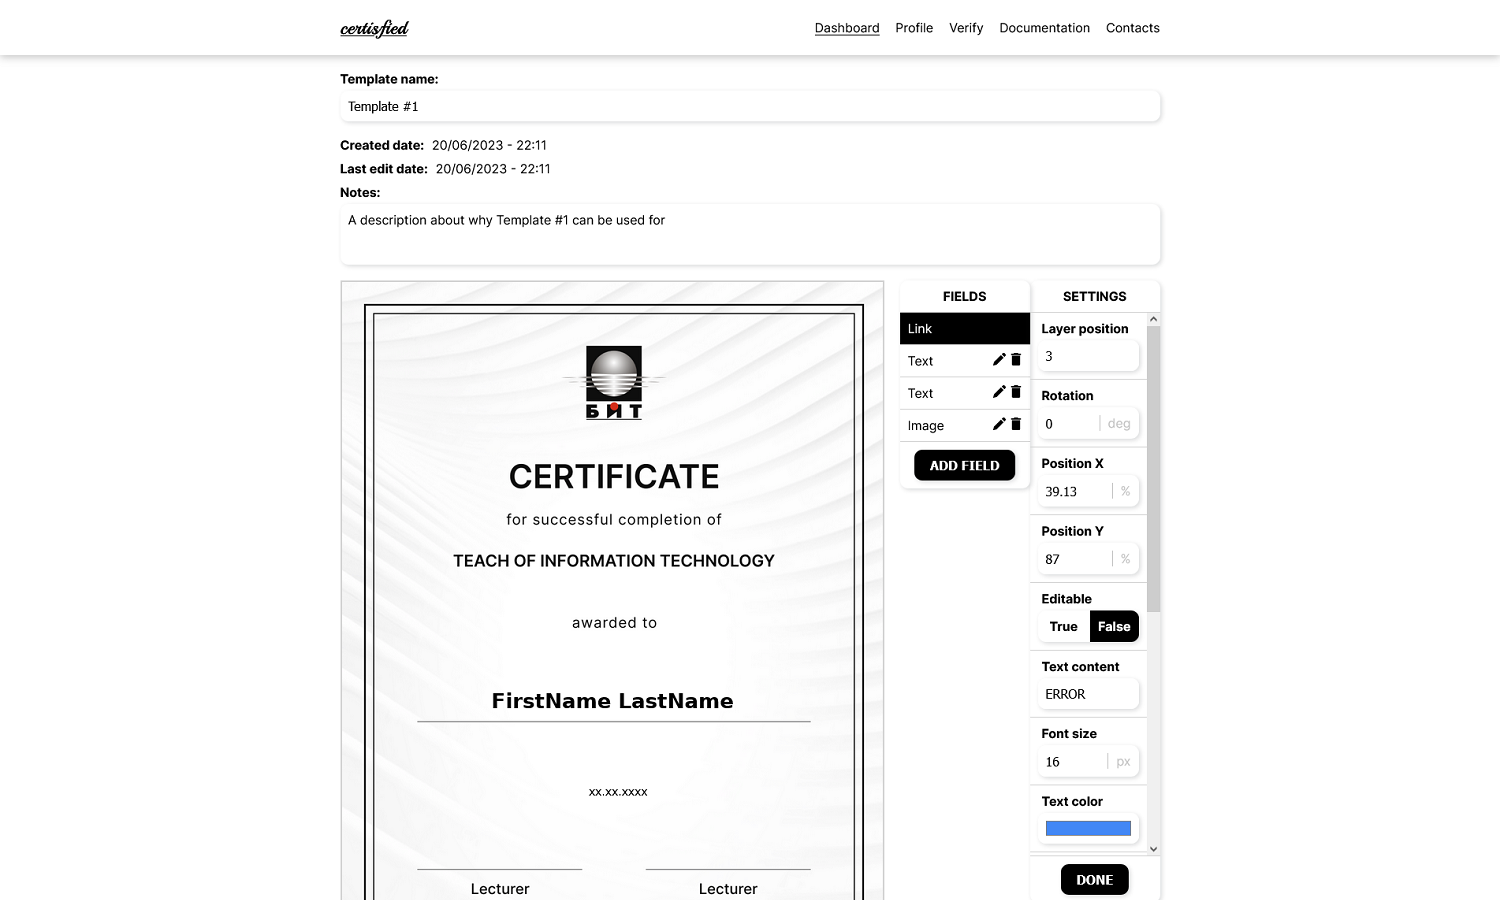 certisfied
Dashboard Profile Verify Documentation Contacts
Template name:
Template #1
Created date: 20/06/2023 - 22:11
Last edit date: 20/06/2023 - 22:11
Notes:
A description about why Template #1 can be used for
БИТ
CERTIFICATE
for successful completion of
TEACH OF INFORMATION TECHNOLOGY
awarded to
FirstName LastName
xx.xx.xxxx
Lecturer Lecturer
FIELDS
Link
Text
Text
Image
ADD FIELD
SETTINGS
Layer position
3
Rotation
0 deg
Position X
39.13 %
Position Y
87 %
Editable
True False
Text content
ERROR
Font size
16 px
Text color
DONE